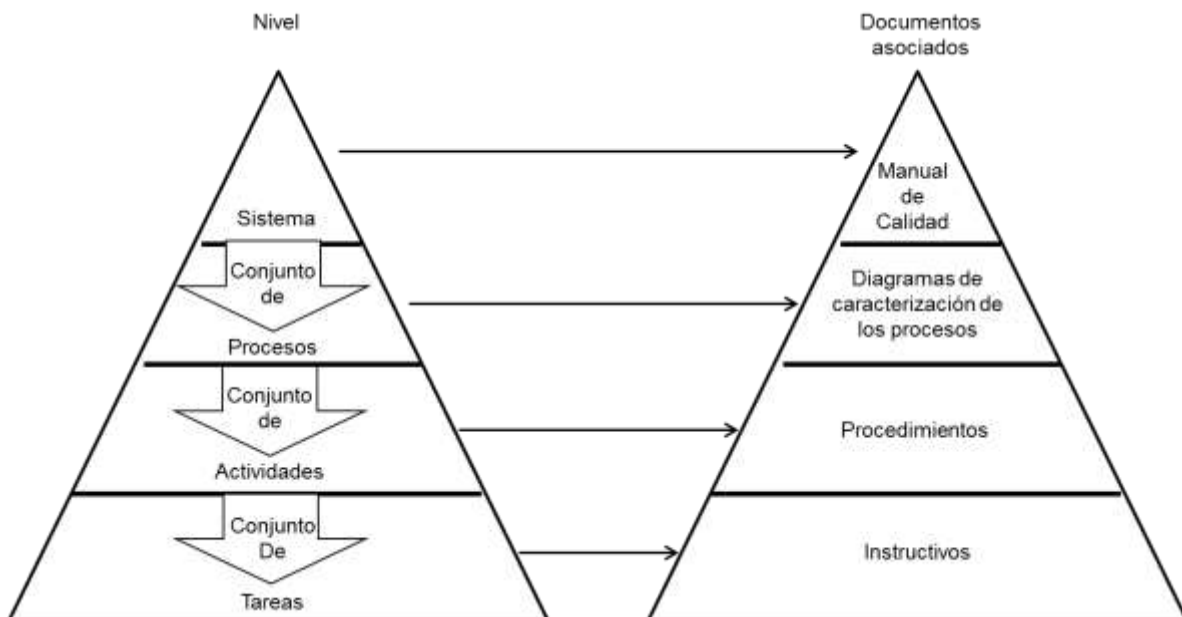 Nivel
Documentos
asociados
Sistema
Conjunto
de
Procesos
Conjunto
de
Actividades
Conjunto
De
Tareas
Manual
de
Calidad
Diagramas de
caracterización de
los procesos
Procedimientos
Instructivos